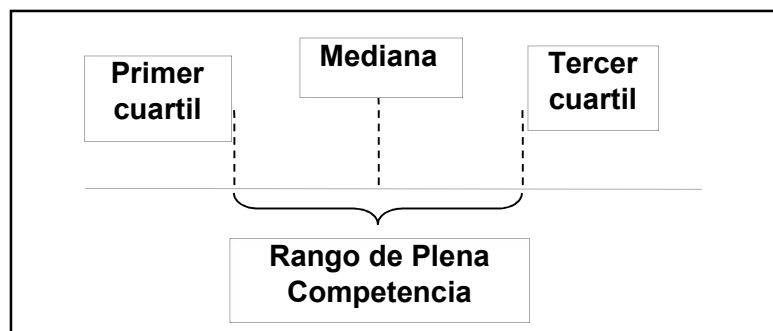 Primer
cuartil
Mediana
Tercer
cuartil
Rango de Plena
Competencia